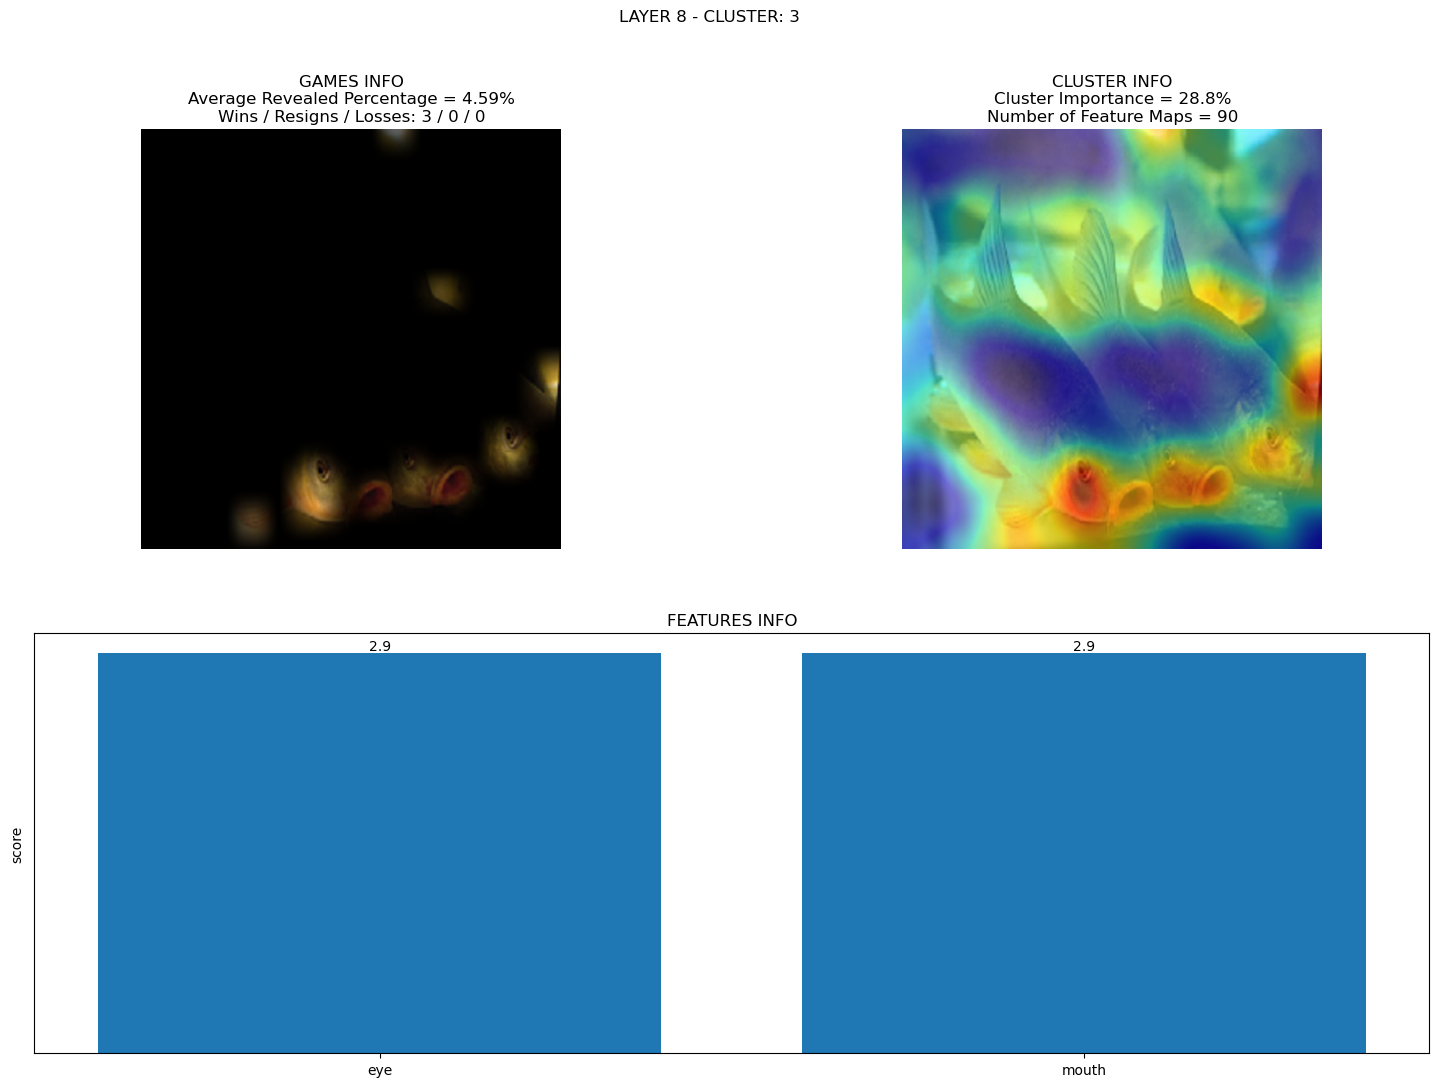 LAYER 8 - CLUSTER: 3
GAMES INFO
Average Revealed Percentage = 4.59%
Wins / Resigns / Losses: 3 / 0 / 0
CLUSTER INFO
Cluster Importance = 28.8%
Number of Feature Maps = 90
FEATURES INFO
2.9
2.9
score
eye
mouth